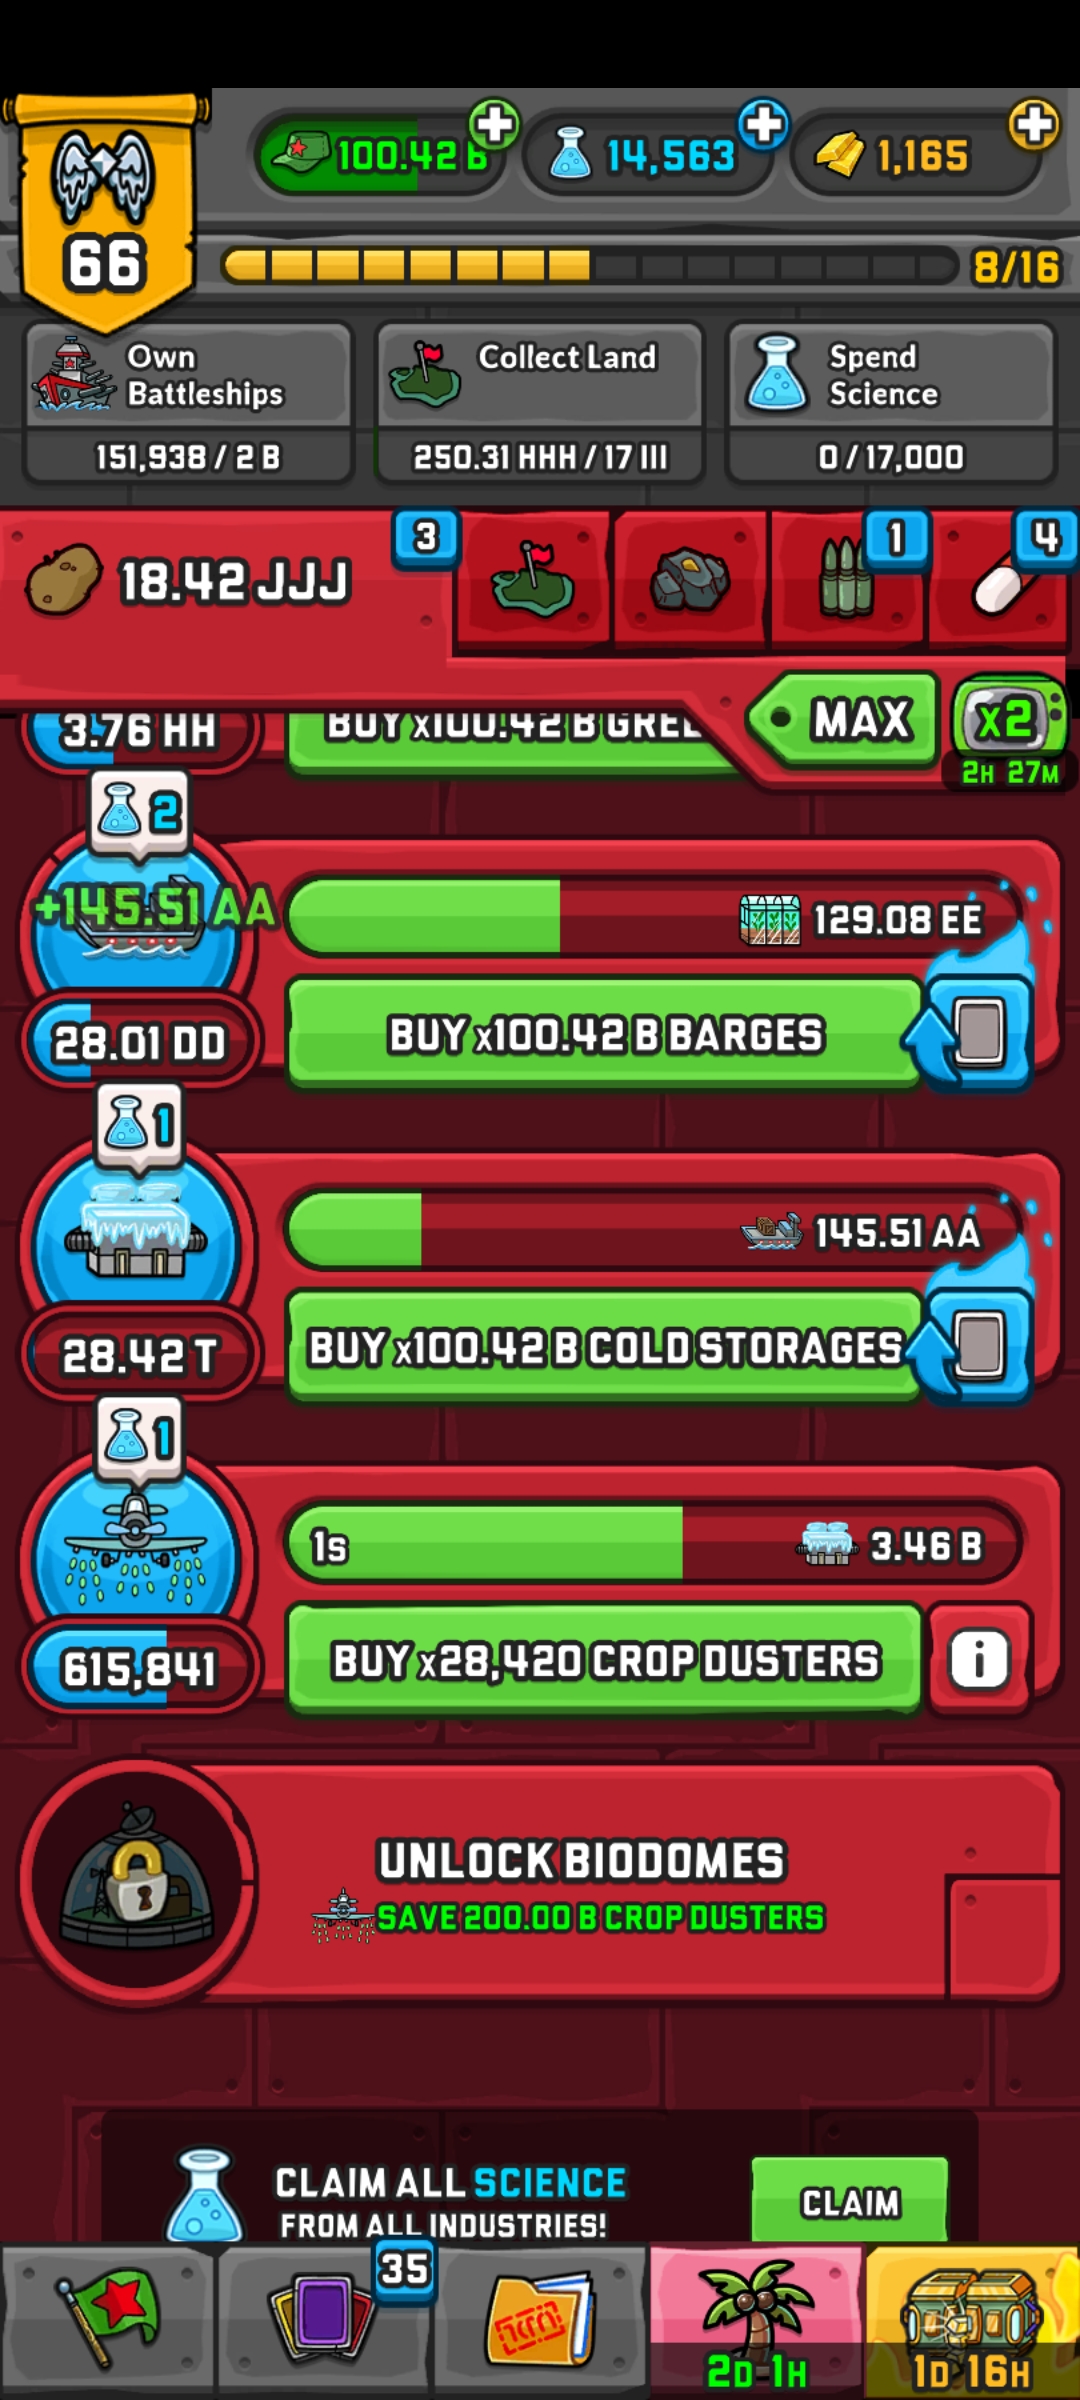 100.42 B
14,563
1,165
66
8/16
Own
Battleships
151,938 / 2 B
Collect Land
250.31 HHH / 17 III
Spend
Science
0 / 17,000
18.42 JJJ
3
1
4
MAX
x2
2H 27M
3.76 HH
BUY x100.42 B
2
+145.51 AA
129.08 EE
28.01 DD
BUY x100.42 B BARGES
1
145.51 AA
28.42 T
BUY x100.42 B COLD STORAGES
1
1s
3.46 B
615,841
BUY x28,420 CROP DUSTERS
i
UNLOCK BIODOMES
SAVE 200.00 B CROP DUSTERS
CLAIM ALL SCIENCE
FROM ALL INDUSTRIES!
CLAIM
35
2D 1H
1D 16H